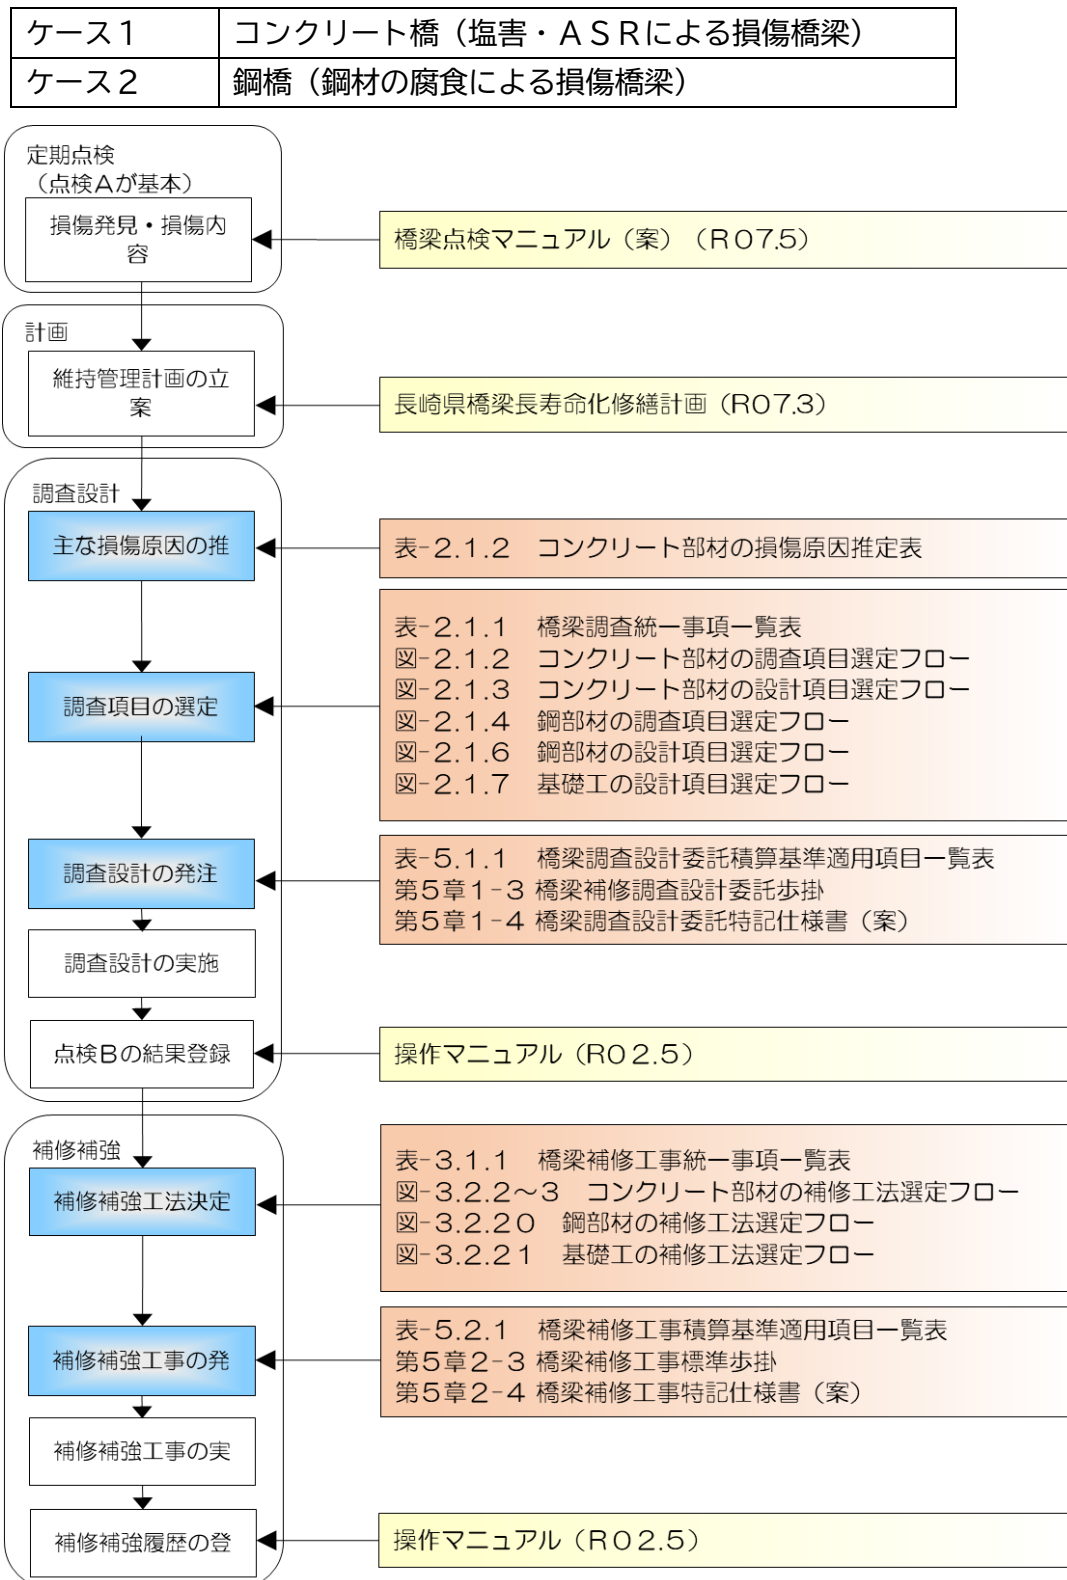 ケース1 コンクリート橋（塩害・ASRによる損傷橋梁）
ケース2 鋼橋（鋼材の腐食による損傷橋梁）
定期点検
（点検Aが基本）
損傷発見・損傷内
容
橋梁点検マニュアル（案）（R07.5）
計画
維持管理計画の立
案
長崎県橋梁長寿命化修繕計画（R07.3）
調査設計
主な損傷原因の推
表-2.1.2 コンクリート部材の損傷原因推定表
調査項目の選定
表-2.1.1 橋梁調査統一事項一覧表
図-2.1.2 コンクリート部材の調査項目選定フロー
図-2.1.3 コンクリート部材の設計項目選定フロー
図-2.1.4 鋼部材の調査項目選定フロー
図-2.1.6 鋼部材の設計項目選定フロー
図-2.1.7 基礎工の設計項目選定フロー
調査設計の発注
表-5.1.1 橋梁調査設計委託積算基準適用項目一覧表
第5章1-3 橋梁補修調査設計委託歩掛
第5章1-4 橋梁調査設計委託特記仕様書（案）
調査設計の実施
点検Bの結果登録
操作マニュアル（R02.5）
補修補強
補修補強工法決定
表-3.1.1 橋梁補修工事統一事項一覧表
図-3.2.2～3 コンクリート部材の補修工法選定フロー
図-3.2.20 鋼部材の補修工法選定フロー
図-3.2.21 基礎工の補修工法選定フロー
補修補強工事の発
表-5.2.1 橋梁補修工事積算基準適用項目一覧表
第5章2-3 橋梁補修工事標準歩掛
第5章2-4 橋梁補修工事特記仕様書（案）
補修補強工事の実
補修補強履歴の登
操作マニュアル（R02.5）